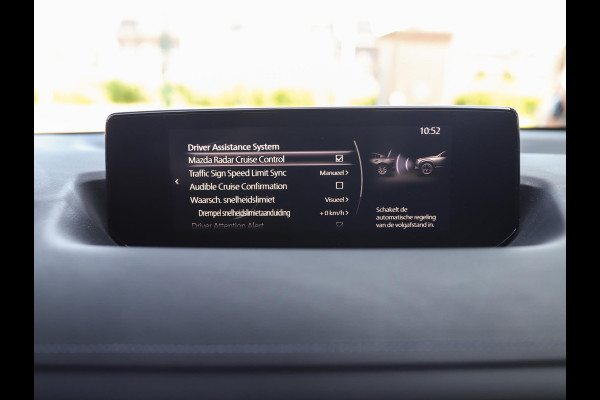 10:52
Driver Assistance System
Mazda Radar Cruise Control
Traffic Sign Speed Limit Sync Manueel
Audible Cruise Confirmation
Waarsch. snelheidslimiet Visueel
Drempel snelheidslimietaanduiding + 0 km/h
Driver Attention Alert
Schakelt de
automatische regeling
van de volgafstand in.